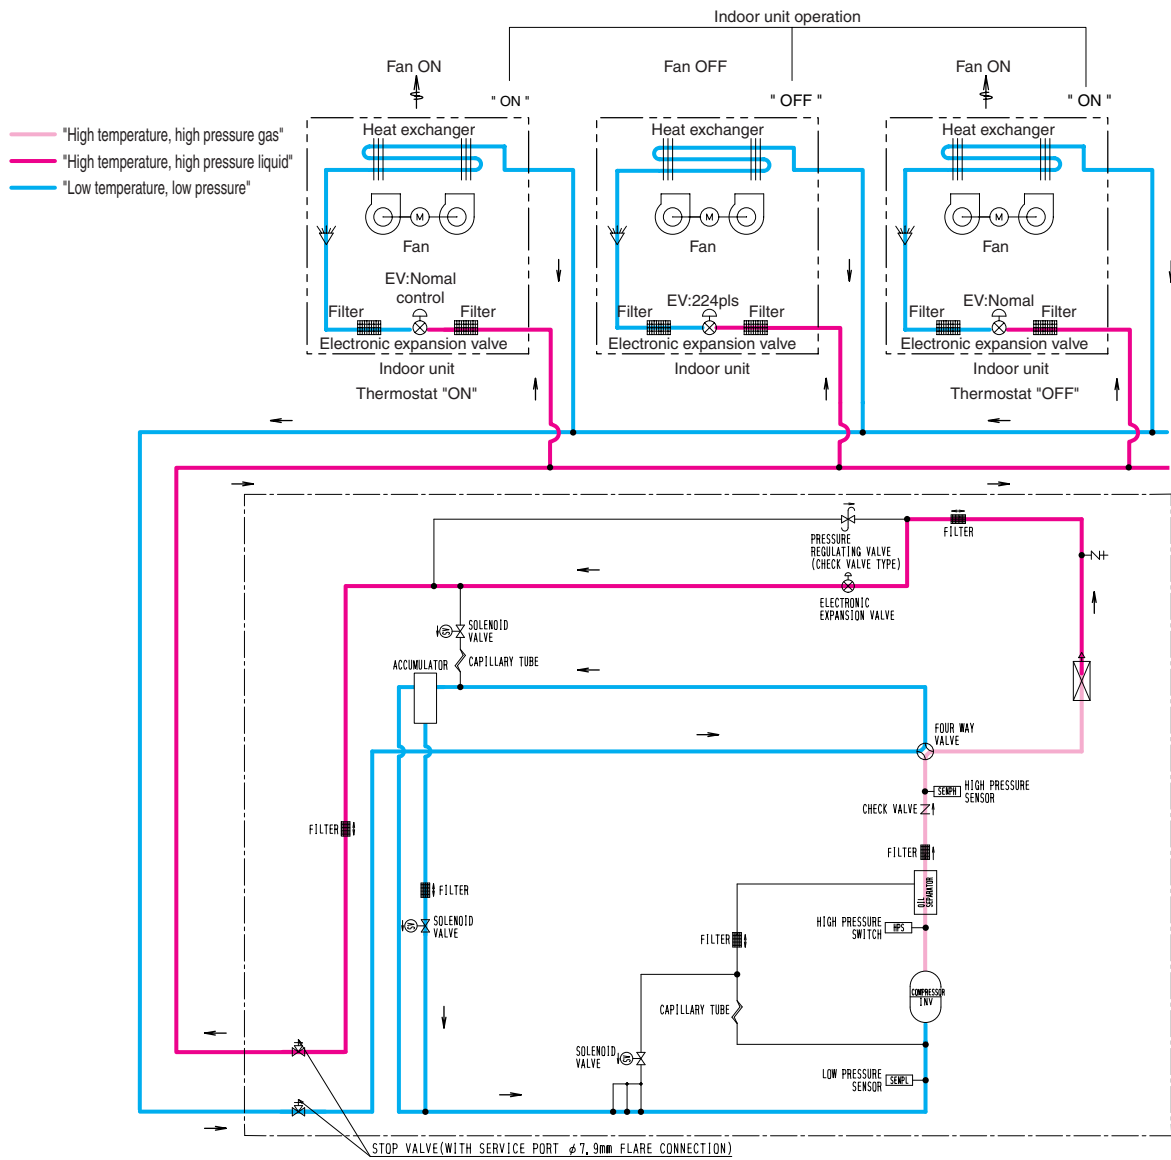 Indoor unit operation
Fan ON
Fan OFF
Fan ON
" ON "
" OFF "
" ON "
"High temperature, high pressure gas"
"High temperature, high pressure liquid"
"Low temperature, low pressure"
Heat exchanger
Heat exchanger
Heat exchanger
M
M
M
Fan
Fan
Fan
EV:Nomal
control
EV:224pls
EV:Nomal
Filter
Filter
Filter
Filter
Filter
Filter
Electronic expansion valve
Electronic expansion valve
Electronic expansion valve
Indoor unit
Indoor unit
Indoor unit
Thermostat "ON"
Thermostat "OFF"
PRESSURE
REGULATING VALVE
(CHECK VALVE TYPE)
FILTER
ELECTRONIC
EXPANSION VALVE
SV
SOLENOID
VALVE
CAPILLARY TUBE
ACCUMULATOR
FOUR WAY
VALVE
SENPH
HIGH PRESSURE
SENSOR
CHECK VALVE
FILTER
FILTER
OIL
SEPARATOR
FILTER
SV
SOLENOID
VALVE
HIGH PRESSURE
SWITCH
HPS
FILTER
COMPRESSOR
INV
CAPILLARY TUBE
SOLENOID
VALVE
SV
LOW PRESSURE
SENSOR
SENPL
STOP VALVE(WITH SERVICE PORT φ7.9mm FLARE CONNECTION)